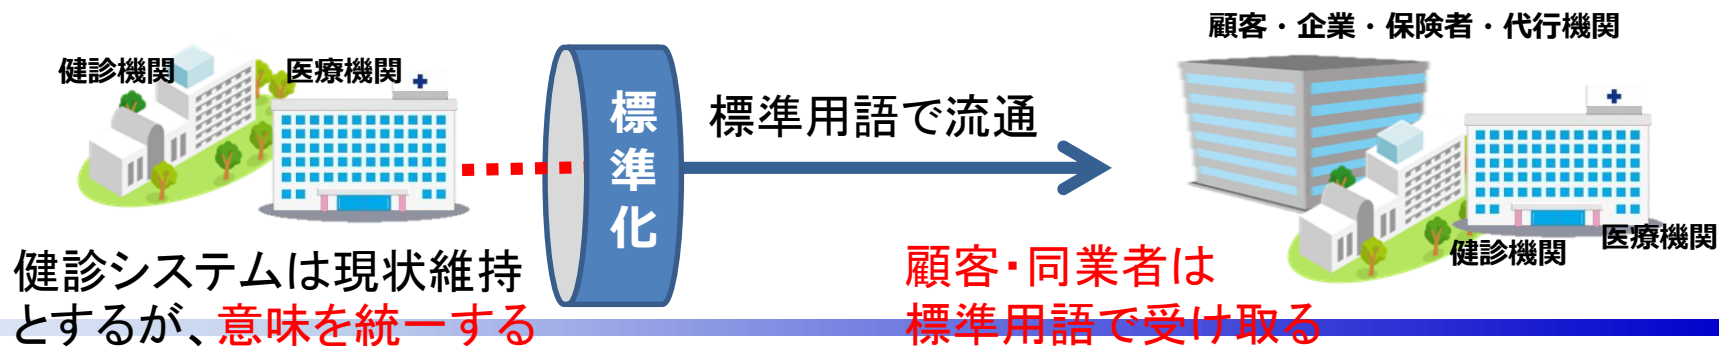 健診機関
医療機関
健診システムは現状維持
とするが、意味を統一する
標準化
標準用語で流通
顧客・企業・保険者・代行機関
健診機関
医療機関
顧客・同業者は
標準用語で受け取る